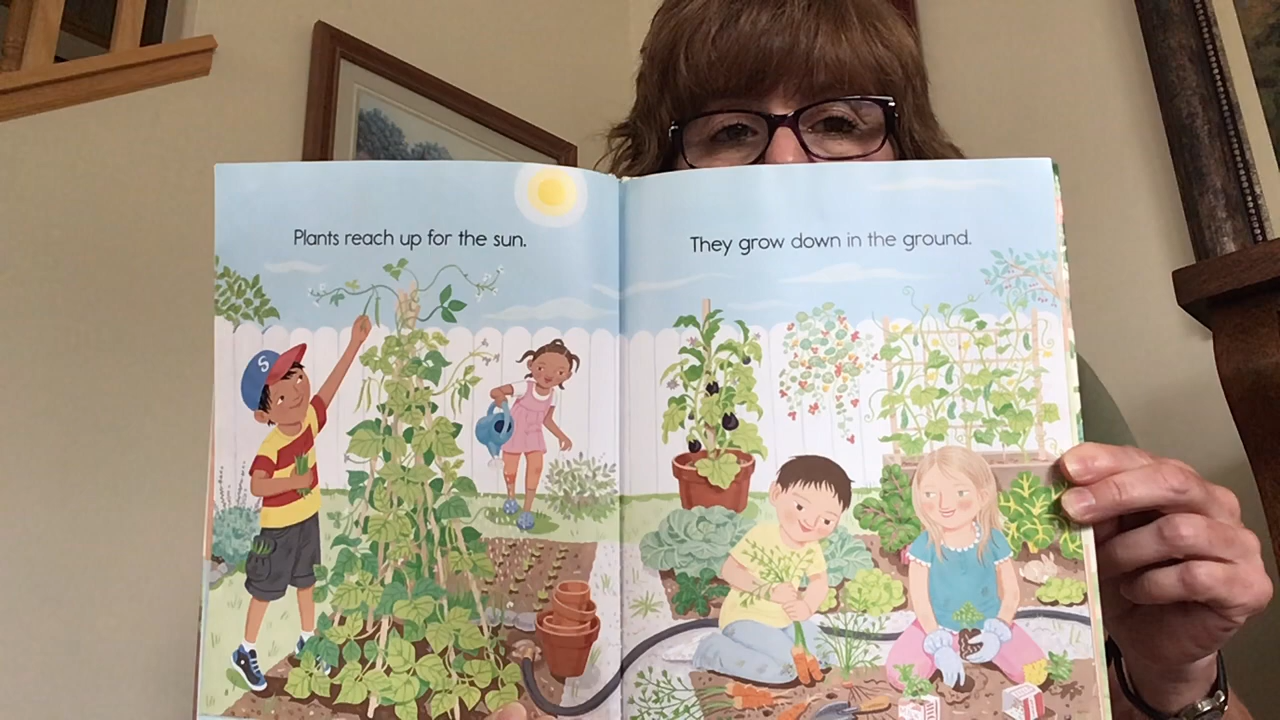 Plants reach up for the sun.
They grow down in the ground.
S